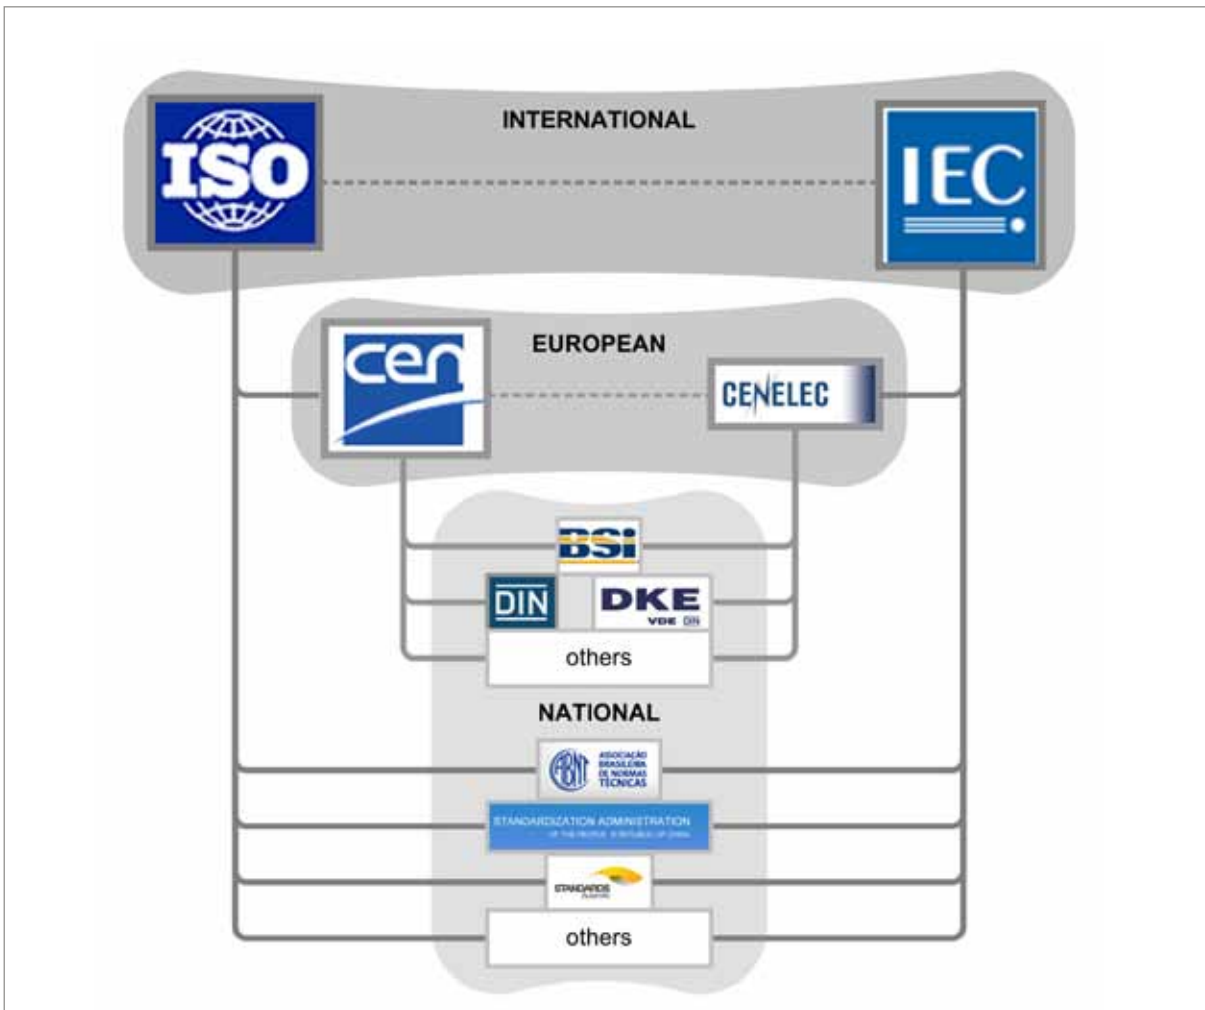 INTERNATIONAL
ISO
IEC
EUROPEAN
cen
CENELEC
BSi
DIN
DKE
VDE DIN
others
NATIONAL
ABNT
ASSOCIAÇÃO
BRASILEIRA
DE NORMAS
TÉCNICAS
STANDARDIZATION ADMINISTRATION
OF THE PEOPLE'S REPUBLIC OF CHINA
STANDARDS
others